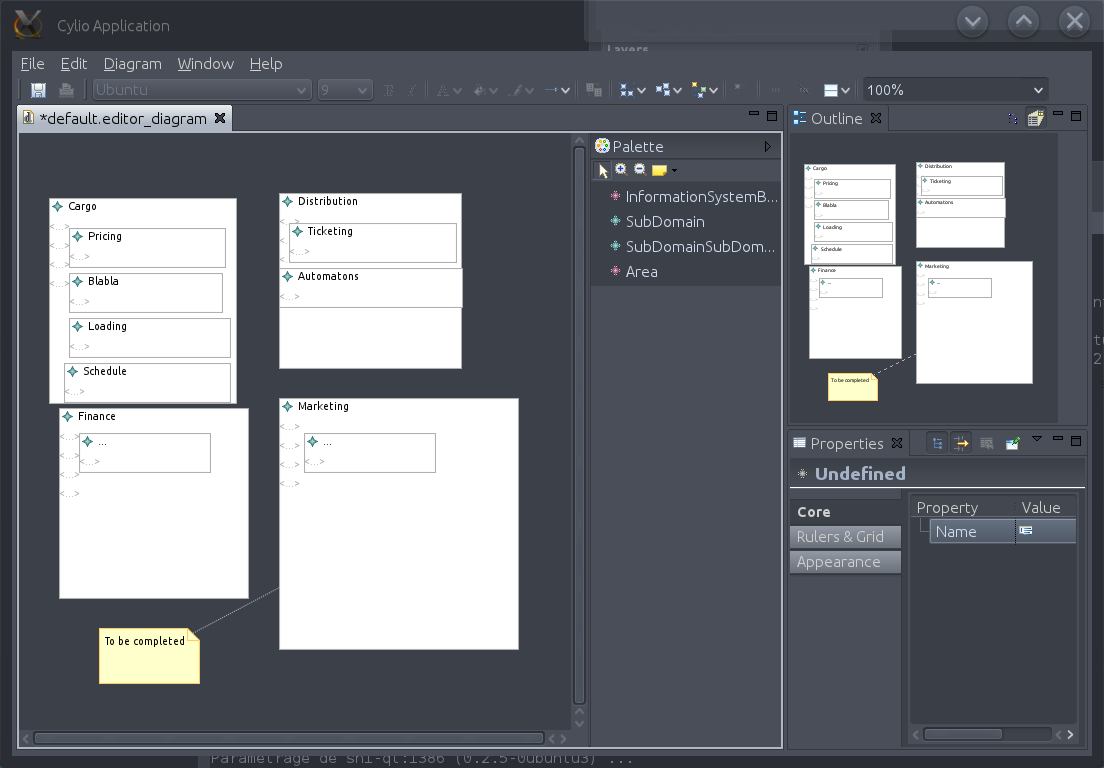 Cylio Application
Layers
File Edit Diagram Window Help
Ubuntu 9 100%
*default.editor_diagram
Cargo
<...>
Pricing
<...>
<...>
<...>
Blabla
<...>
Loading
<...>
Schedule
<...>
Distribution
<...>
Ticketing
<...>
Automatons
<...>
Finance
<...>
...
<...>
<...>
<...>
<...>
Marketing
<...>
...
<...>
<...>
<...>
<...>
To be completed
Palette
InformationSystemB...
SubDomain
SubDomainSubDom...
Area
Outline
Cargo
Pricing
Blabla
Loading
Schedule
Distribution
Ticketing
Automatons
Finance
...
Marketing
...
To be completed
Properties
Undefined
Core
Rulers & Grid
Appearance
Property Value
Name
Parametrage de sni-qt:i386 (0.2.5-0ubuntu3) ...